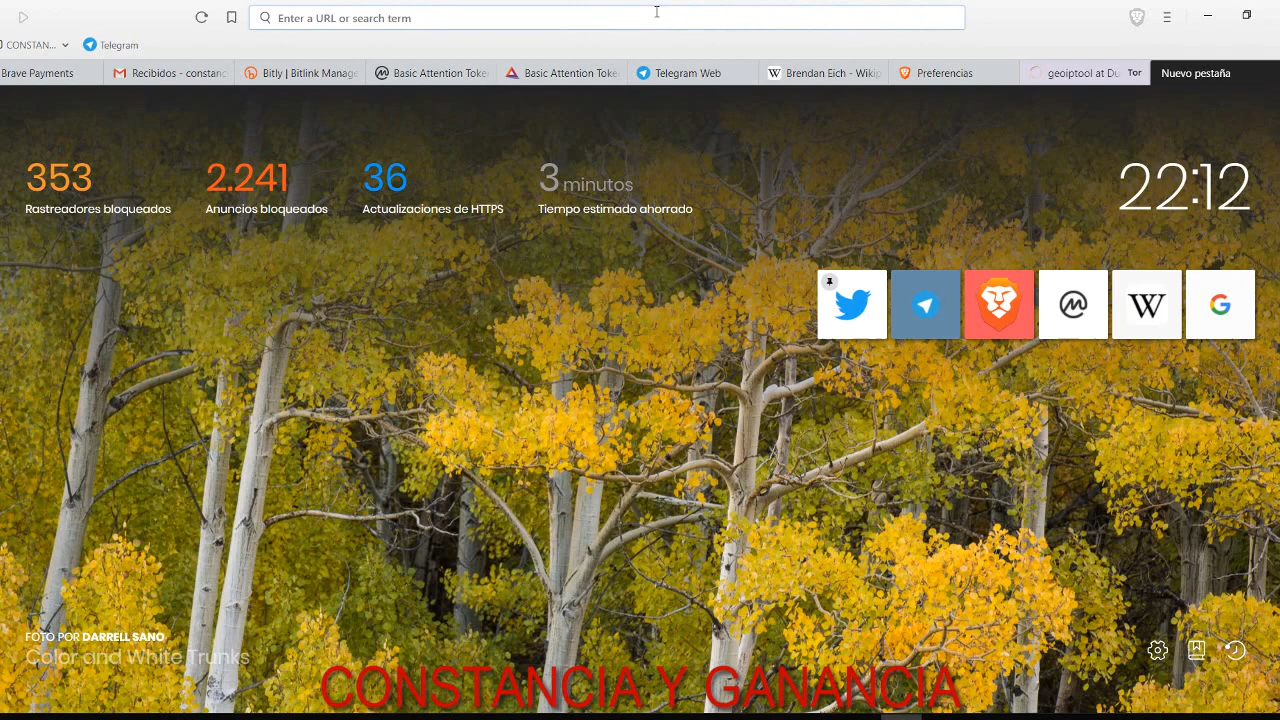 Enter a URL or search term
CONSTAN...
Telegram
Brave Payments
Recibidos - constanc
Bitly | Bitlink Manage
Basic Attention Toke
Basic Attention Toke
Telegram Web
Brendan Eich - Wikip
Preferencias
geoiptool at Du
Tor
Nuevo pestaña
353
Rastreadores bloqueados
2.241
Anuncios bloqueados
36
Actualizaciones de HTTPS
3 minutos
Tiempo estimado ahorrado
22:12
W
G
FOTO POR DARRELL SANO
Color and White Trunks
CONSTANCIA Y GANANCIA